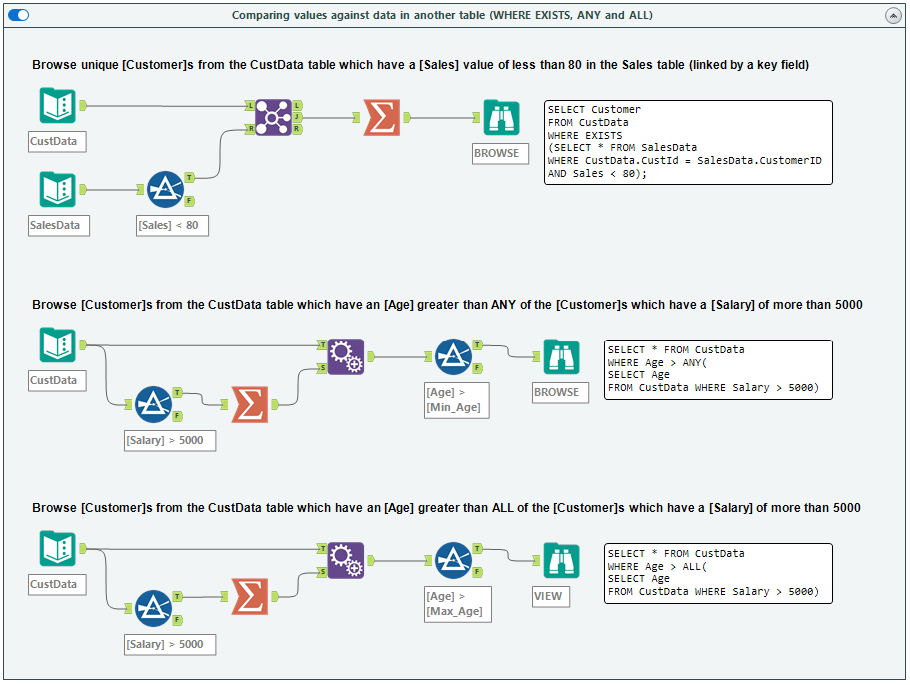 Comparing values against data in another table (WHERE EXISTS, ANY and ALL)
Browse unique [Customer]s from the CustData table which have a [Sales] value of less than 80 in the Sales table (linked by a key field)
CustData
L
R
L
J
R
Σ
BROWSE
SELECT Customer
FROM CustData
WHERE EXISTS
(SELECT * FROM SalesData
WHERE CustData.CustId = SalesData.CustomerID
AND Sales < 80);
SalesData
T
F
[Sales] < 80
Browse [Customer]s from the CustData table which have an [Age] greater than ANY of the [Customer]s which have a [Salary] of more than 5000
CustData
T
F
[Salary] > 5000
Σ
T
S
T
F
[Age] >
[Min_Age]
BROWSE
SELECT * FROM CustData
WHERE Age > ANY(
SELECT Age
FROM CustData WHERE Salary > 5000)
Browse [Customer]s from the CustData table which have an [Age] greater than ALL of the [Customer]s which have a [Salary] of more than 5000
CustData
T
F
[Salary] > 5000
Σ
T
S
T
F
[Age] >
[Max_Age]
VIEW
SELECT * FROM CustData
WHERE Age > ALL(
SELECT Age
FROM CustData WHERE Salary > 5000)